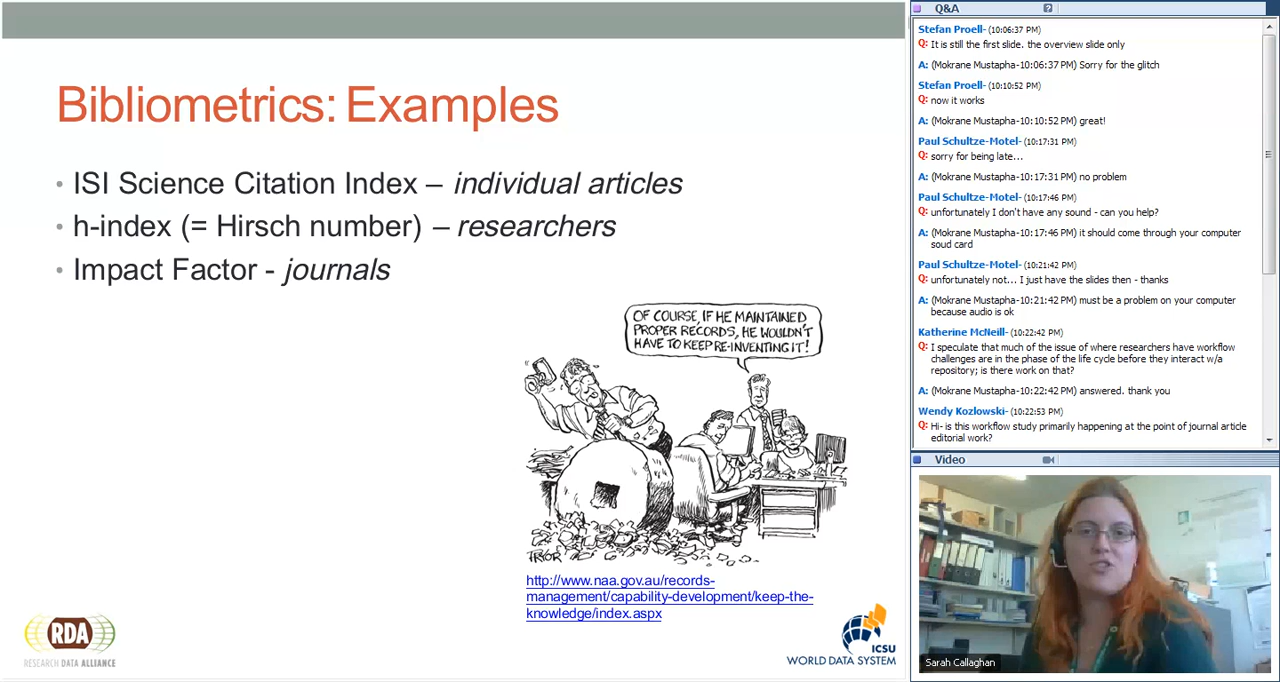 Bibliometrics: Examples
• ISI Science Citation Index – individual articles
• h-index (= Hirsch number) – researchers
• Impact Factor - journals
OF COURSE, IF HE MAINTAINED
PROPER RECORDS, HE WOULDN'T
HAVE TO KEEP RE-INVENTING IT!
PRYOR
http://www.naa.gov.au/records-
management/capability-development/keep-the-
knowledge/index.aspx
RDA
RESEARCH DATA ALLIANCE
ICSU
WORLD DATA SYSTEM
Q&A
Stefan Proell- (10:06:37 PM)
Q: It is still the first slide. the overview slide only
A: (Mokrane Mustapha-10:06:37 PM) Sorry for the glitch
Stefan Proell- (10:10:52 PM)
Q: now it works
A: (Mokrane Mustapha-10:10:52 PM) great!
Paul Schultze-Motel- (10:17:31 PM)
Q: sorry for being late...
A: (Mokrane Mustapha-10:17:31 PM) no problem
Paul Schultze-Motel- (10:17:46 PM)
Q: unfortunately I don't have any sound - can you help?
A: (Mokrane Mustapha-10:17:46 PM) it should come through your computer
soud card
Paul Schultze-Motel- (10:21:42 PM)
Q: unfortunately not... I just have the slides then - thanks
A: (Mokrane Mustapha-10:21:42 PM) must be a problem on your computer
because audio is ok
Katherine McNeill- (10:22:42 PM)
Q: I speculate that much of the issue of where researchers have workflow
challenges are in the phase of the life cycle before they interact w/a
repository; is there work on that?
A: (Mokrane Mustapha-10:22:42 PM) answered. thank you
Wendy Kozlowski- (10:22:53 PM)
Q: Hi- is this workflow study primarily happening at the point of journal article
editorial work?
Video
Sarah Callaghan